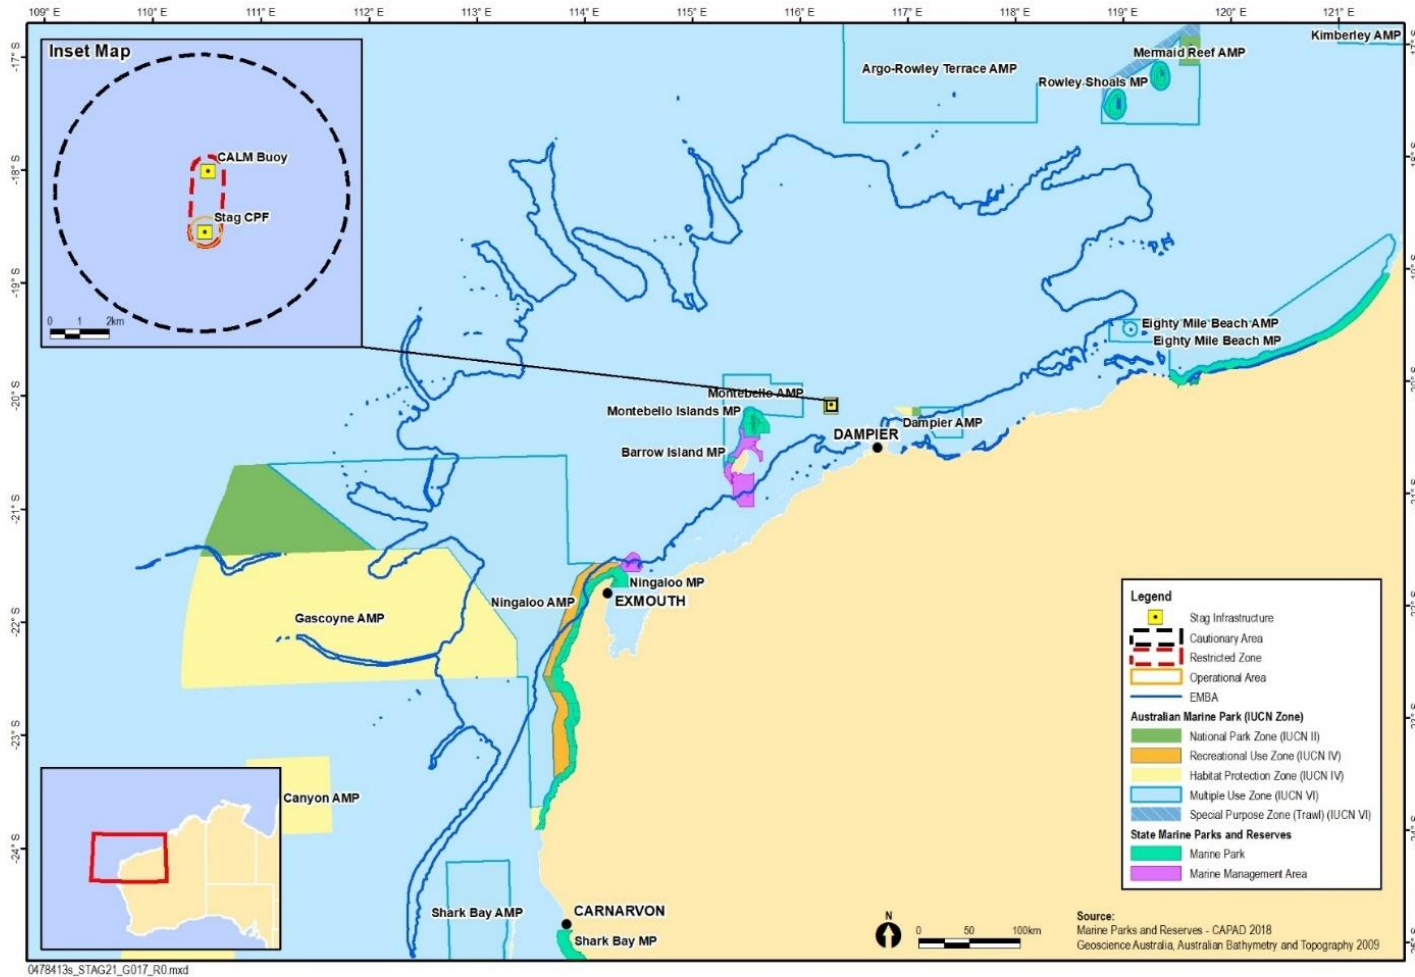 109° E 110° E 111° E 112° E 113° E 114° E 115° E 116° E 117° E 118° E 119° E 120° E 121° E
Inset Map
CALM Buoy
Stag CPF
0 1 2km
Kimberley AMP
Mermaid Reef AMP
Argo-Rowley Terrace AMP
Rowley Shoals MP
-17° S
-18° S
-19° S
-20° S
-21° S
-22° S
-23° S
-24° S
Eighty Mile Beach AMP
Eighty Mile Beach MP
Montebello AMP
Montebello Islands MP
Dampier AMP
DAMPIER
Barrow Island MP
Ningaloo MP
Ningaloo AMP
EXMOUTH
Gascoyne AMP
Canyon AMP
Shark Bay AMP
CARNARVON
Shark Bay MP
Legend
Stag Infrastructure
Cautionary Area
Restricted Zone
Operational Area
EMBA
Australian Marine Park (IUCN Zone)
National Park Zone (IUCN II)
Recreational Use Zone (IUCN IV)
Habitat Protection Zone (IUCN IV)
Multiple Use Zone (IUCN VI)
Special Purpose Zone (Trawl) (IUCN VI)
State Marine Parks and Reserves
Marine Park
Marine Management Area
N
0 50 100km
Source:
Marine Parks and Reserves - CAPAD 2018
Geoscience Australia, Australian Bathymetry and Topography 2009
0478413s_STAG21_G017_R0.mxd